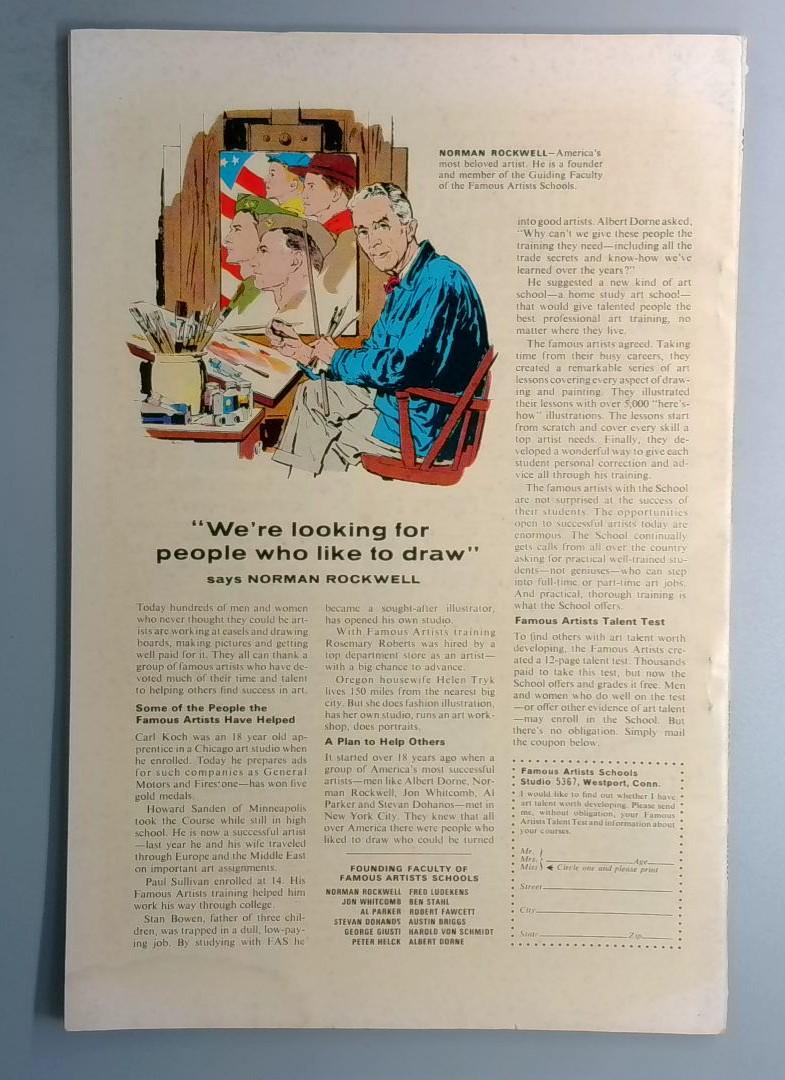 NORMAN ROCKWELL—America's
most beloved artist. He is a founder
and member of the Guiding Faculty
of the Famous Artists Schools.
"We're looking for
people who like to draw"
says NORMAN ROCKWELL
Today hundreds of men and women
who never thought they could be art-
ists are working at easels and drawing
boards, making pictures and getting
well paid for it. They all can thank a
group of famous artists who have de-
voted much of their time and talent
to helping others find success in art.
Some of the People the
Famous Artists Have Helped
Carl Koch was an 18 year old ap-
prentice in a Chicago art studio when
he enrolled. Today he prepares ads
for such companies as General
Motors and Firestone—has won five
gold medals.
Howard Sanden of Minneapolis
took the Course while still in high
school. He is now a successful artist
—last year he and his wife traveled
through Europe and the Middle East
on important art assignments.
Paul Sullivan enrolled at 14. His
Famous Artists training helped him
work his way through college.
Stan Bowen, father of three chil-
dren, was trapped in a dull, low-pay-
ing job. By studying with FAS he
became a sought-after illustrator,
has opened his own studio.
With Famous Artists training
Rosemary Roberts was hired by a
top department store as an artist—
with a big chance to advance.
Oregon housewife Helen Tryk
lives 150 miles from the nearest big
city. But she does fashion illustration,
has her own studio, runs an art work-
shop, does portraits.
A Plan to Help Others
It started over 18 years ago when a
group of America's most successful
artists—men like Albert Dorne, Nor-
man Rockwell, Jon Whitcomb, Al
Parker and Stevan Dohanos—met in
New York City. They knew that all
over America there were people who
liked to draw who could be turned
into good artists. Albert Dorne asked,
"Why can't we give these people the
training they need—including all the
trade secrets and know-how we've
learned over the years?"
He suggested a new kind of art
school—a home study art school—
that would give talented people the
best professional art training, no
matter where they live.
The famous artists agreed. Taking
time from their busy careers, they
created a remarkable series of art
lessons covering every aspect of draw-
ing and painting. They illustrated
their lessons with over 5,000 "here's-
how" illustrations. The lessons start
from scratch and cover every skill a
top artist needs. Finally, they de-
veloped a wonderful way to give each
student personal correction and ad-
vice all through his training.
The famous artists with the School
are not surprised at the success of
their students. The opportunities
open to successful artists today are
enormous. The School continually
gets calls from all over the country
asking for practical well-trained stu-
dents—not geniuses—who can step
into full-time or part-time art jobs.
And practical, thorough training is
what the School offers.
Famous Artists Talent Test
To find others with art talent worth
developing, the Famous Artists cre-
ated a 12-page talent test. Thousands
paid to take this test, but now the
School offers and grades it free. Men
and women who do well on the test
—or offer other evidence of art talent
—may enroll in the School. But
there's no obligation. Simply mail
the coupon below.
FOUNDING FACULTY OF
FAMOUS ARTISTS SCHOOLS
NORMAN ROCKWELL FRED LUDEKENS
JON WHITCOMB BEN STAHL
AL PARKER ROBERT FAWCETT
STEVAN DOHANOS AUSTIN BRIGGS
GEORGE GIUSTI HAROLD VON SCHMIDT
PETER HELCK ALBERT DORNE
Famous Artists Schools
Studio 5367, Westport, Conn.
I would like to find out whether I have
art talent worth developing. Please send
me, without obligation, your Famous
Artists Talent Test and information about
your courses.
Mr.
Mrs. Age
Miss Circle one and please print
Street
City
State Zip